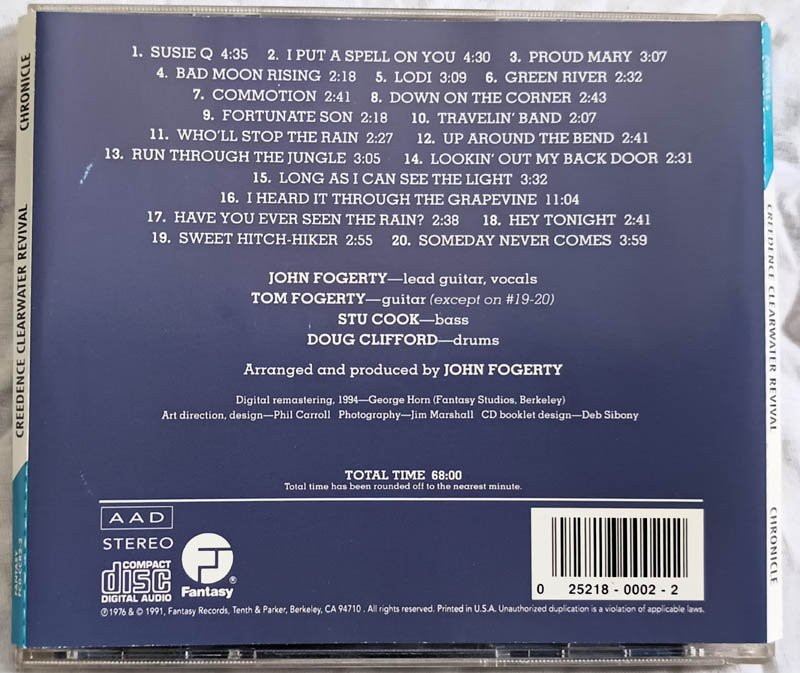 1. SUSIE Q 4:35 2. I PUT A SPELL ON YOU 4:30 3. PROUD MARY 3:07
4. BAD MOON RISING 2:18 5. LODI 3:09 6. GREEN RIVER 2:32
7. COMMOTION 2:41 8. DOWN ON THE CORNER 2:43
9. FORTUNATE SON 2:18 10. TRAVELIN' BAND 2:07
11. WHO'LL STOP THE RAIN 2:27 12. UP AROUND THE BEND 2:41
13. RUN THROUGH THE JUNGLE 3:05 14. LOOKIN' OUT MY BACK DOOR 2:31
15. LONG AS I CAN SEE THE LIGHT 3:32
16. I HEARD IT THROUGH THE GRAPEVINE 11:04
17. HAVE YOU EVER SEEN THE RAIN? 2:38 18. HEY TONIGHT 2:41
19. SWEET HITCH-HIKER 2:55 20. SOMEDAY NEVER COMES 3:59
JOHN FOGERTY—lead guitar, vocals
TOM FOGERTY—guitar (except on #19-20)
STU COOK—bass
DOUG CLIFFORD—drums
Arranged and produced by JOHN FOGERTY
Digital remastering, 1994—George Horn (Fantasy Studios, Berkeley)
Art direction, design—Phil Carroll Photography—Jim Marshall CD booklet design—Deb Sibony
TOTAL TIME 68:00
Total time has been rounded off to the nearest minute.
AAD
STEREO
COMPACT
disc
DIGITAL AUDIO
Fantasy®
0 25218-0002-2
℗1976 & © 1991, Fantasy Records, Tenth & Parker, Berkeley, CA 94710 . All rights reserved. Printed in U.S.A. Unauthorized duplication is a violation of applicable laws.
CREEDENCE CLEARWATER REVIVAL CHRONICLE
FANTASY
CREEDENCE CLEARWATER REVIVAL CHRONICLE